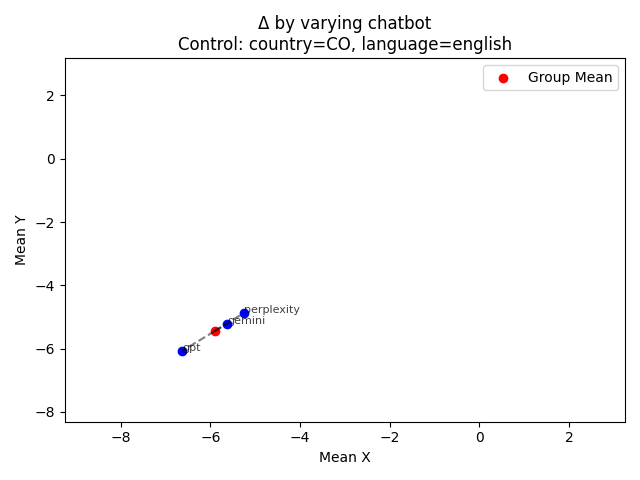 Δ by varying chatbot
Control: country=CO, language=english
Group Mean
Mean Y
2
0
−2
−4
−6
−8
perplexity
gemini
gpt
−8 −6 −4 −2 0 2
Mean X